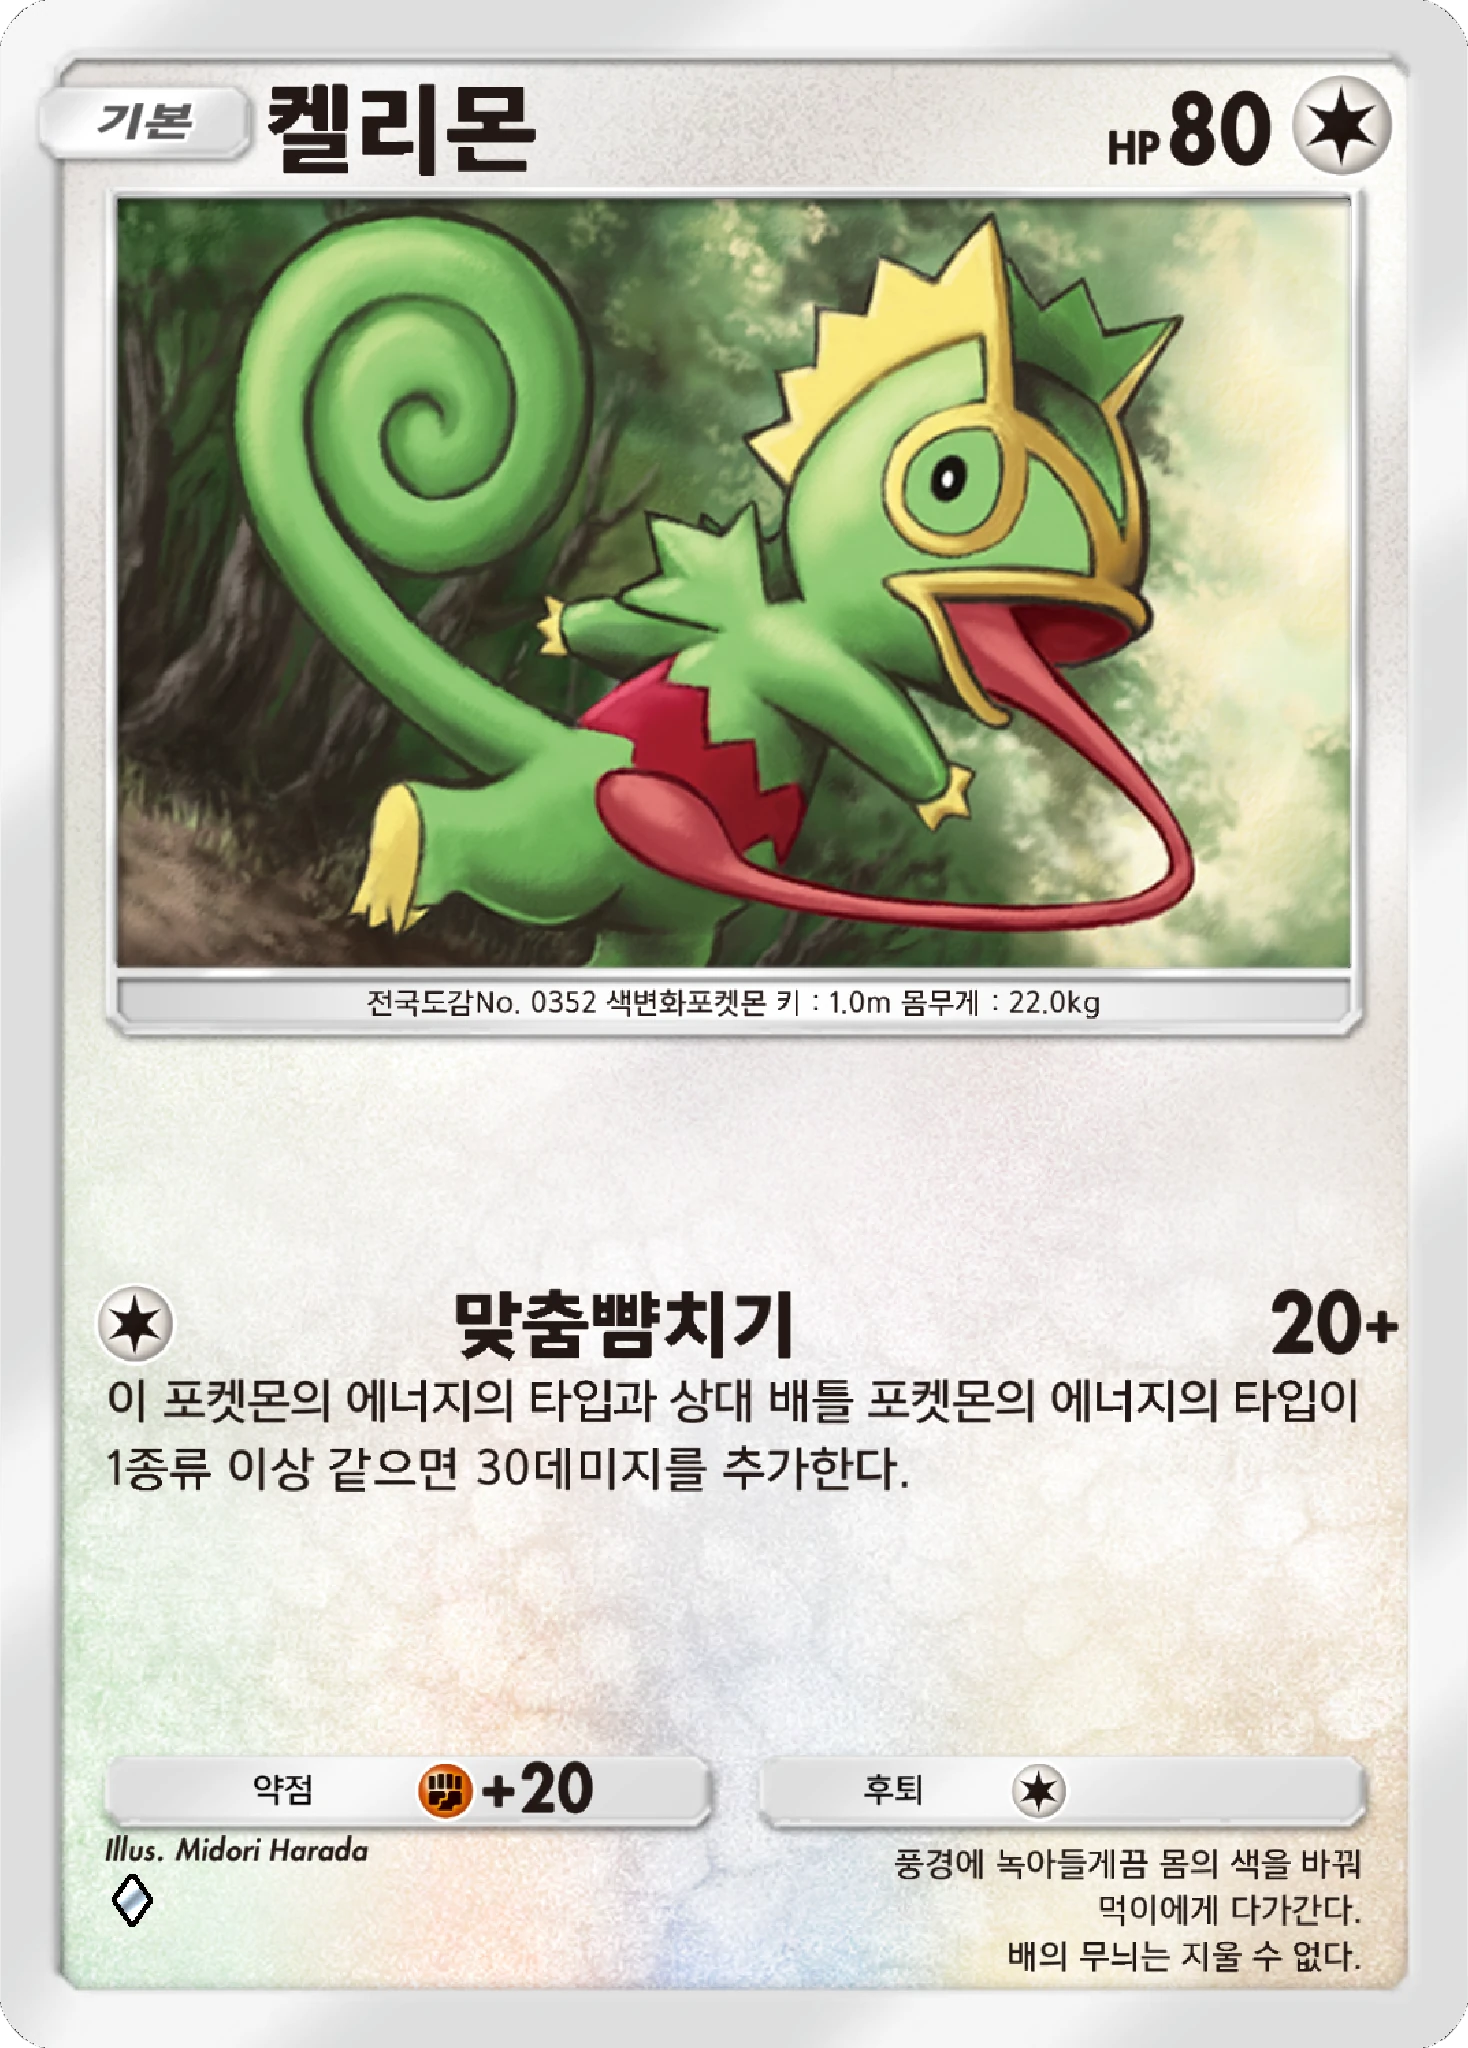 기본 켈리몬 HP 80
전국도감No. 0352 색변화포켓몬 키 : 1.0m 몸무게 : 22.0kg
맞춤뺨치기 20+
이 포켓몬의 에너지의 타입과 상대 배틀 포켓몬의 에너지의 타입이
1종류 이상 같으면 30데미지를 추가한다.
약점 +20 후퇴
Illus. Midori Harada
풍경에 녹아들게끔 몸의 색을 바꿔
먹이에게 다가간다.
배의 무늬는 지울 수 없다.